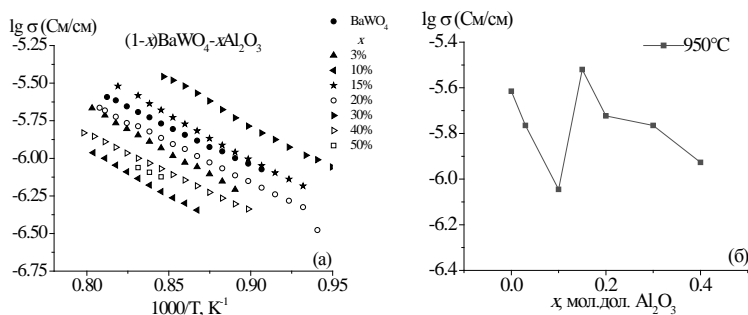 lg σ (См/см)
(1-x)BaWO₄-xAl₂O₃
-5.25
-5.50
-5.75
-6.00
-6.25
-6.50
-6.75
0.80 0.85 0.90 0.95
1000/T, K⁻¹
(а)
BaWO₄
x
3%
10%
15%
20%
30%
40%
50%
lg σ (См/см)
950°C
-5.4
-5.6
-5.8
-6.0
-6.2
-6.4
0.0 0.2 0.4
x, мол.дол. Al₂O₃
(б)